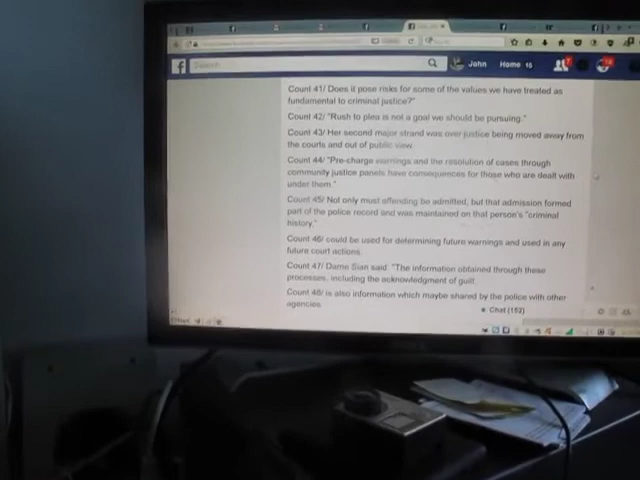 Search
John
Home 10
Count 41/ Does it pose risks for some of the values we have treated as
fundamental to criminal justice?"
Count 42/ "Rush to plea is not a goal we should be pursuing."
Count 43/ Her second major strand was over justice being moved away from
the courts and out of public view.
Count 44/ "Pre-charge warnings and the resolution of cases through
community justice panels have consequences for those who are dealt with
under them."
Count 45/ Not only must offending be admitted, but that admission formed
part of the police record and was maintained on that person's "criminal
history."
Count 46/ could be used for determining future warnings and used in any
future court actions.
Count 47/ Dame Sian said: "The information obtained through these
processes, including the acknowledgment of guilt.
Count 48/ is also information which maybe shared by the police with other
agencies
Chat (152)